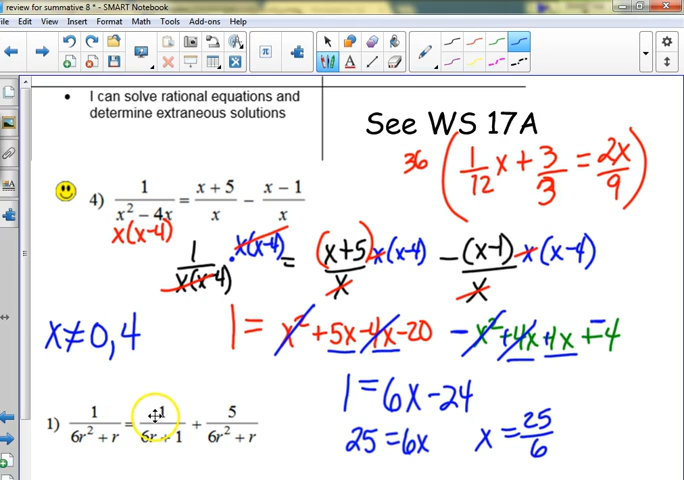 review for summative 8 * - SMART Notebook
Edit View Insert Format Math Tools Add-ons Help
• I can solve rational equations and
determine extraneous solutions
See WS 17A
36 ( 1/12 x + 3/3 = 2x/9 )
4) 1/(x² − 4x) = (x + 5)/x − (x − 1)/x
x(x-4)
1/(x(x-4)) · x(x-4) = (x+5)/x · x(x-4) - (x-1)/x · x(x-4)
x≠0,4
1 = x² + 5x - 4x - 20 - x² + 4x + 1x + - 4
1 = 6x - 24
25 = 6x x = 25/6
1) 1/(6r² + r) = 1/(6r + 1) + 5/(6r² + r)